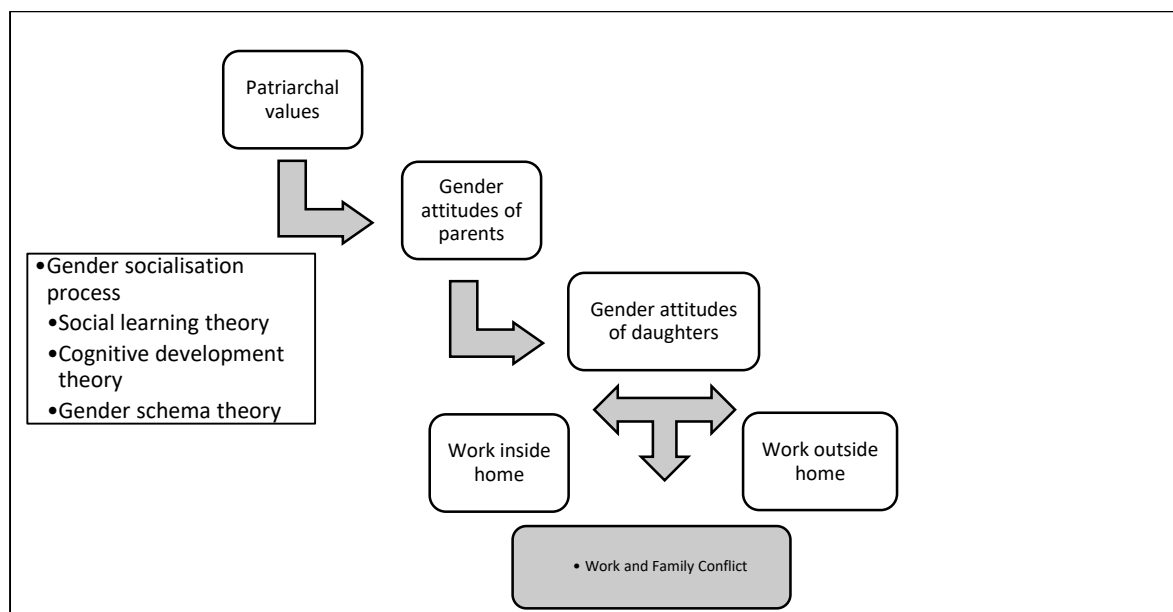 Patriarchal
values
Gender
attitudes of
parents
•Gender socialisation
process
•Social learning theory
•Cognitive development
theory
•Gender schema theory
Gender attitudes
of daughters
Work inside
home
Work outside
home
• Work and Family Conflict